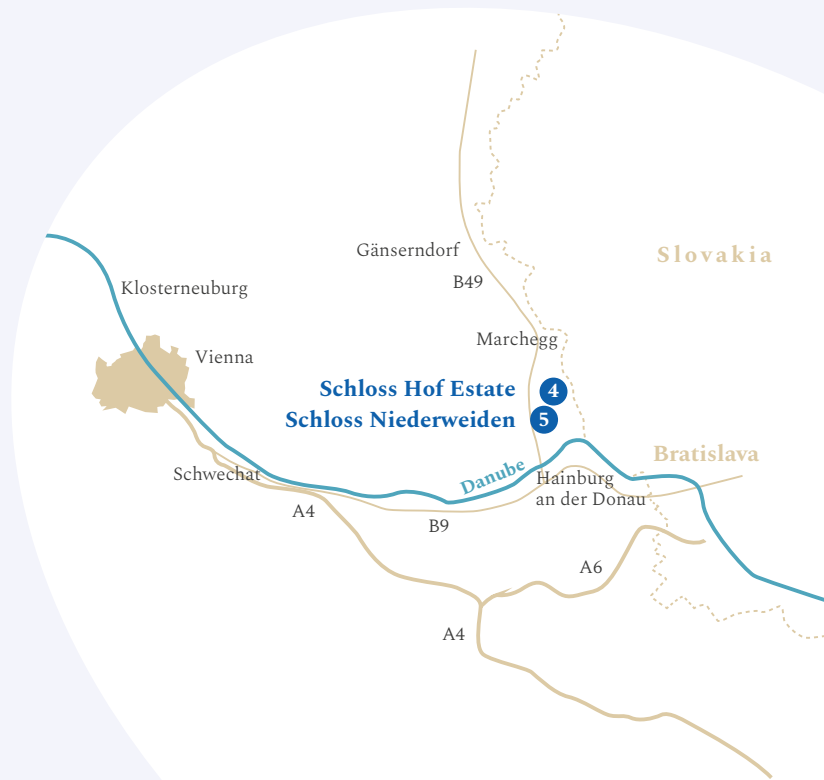 Gänserndorf
Slovakia
B49
Klosterneuburg
Marchegg
Vienna
Schloss Hof Estate 4
Schloss Niederweiden 5
Bratislava
Schwechat
Danube
Hainburg
an der Donau
A4
B9
A6
A4